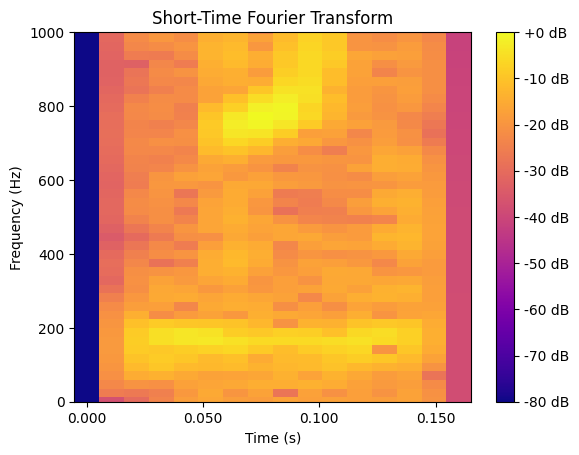 Short-Time Fourier Transform
1000
800
600
400
200
0
Frequency (Hz)
0.000
0.050
0.100
0.150
Time (s)
+0 dB
-10 dB
-20 dB
-30 dB
-40 dB
-50 dB
-60 dB
-70 dB
-80 dB